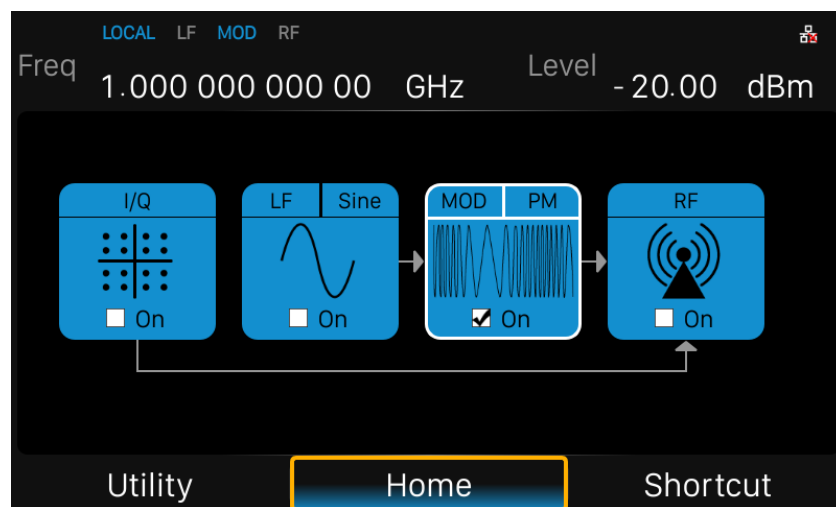 LOCAL LF MOD RF
Freq 1.000 000 000 00 GHz Level -20.00 dBm
I/Q LF Sine MOD PM RF
On On On On
Utility Home Shortcut